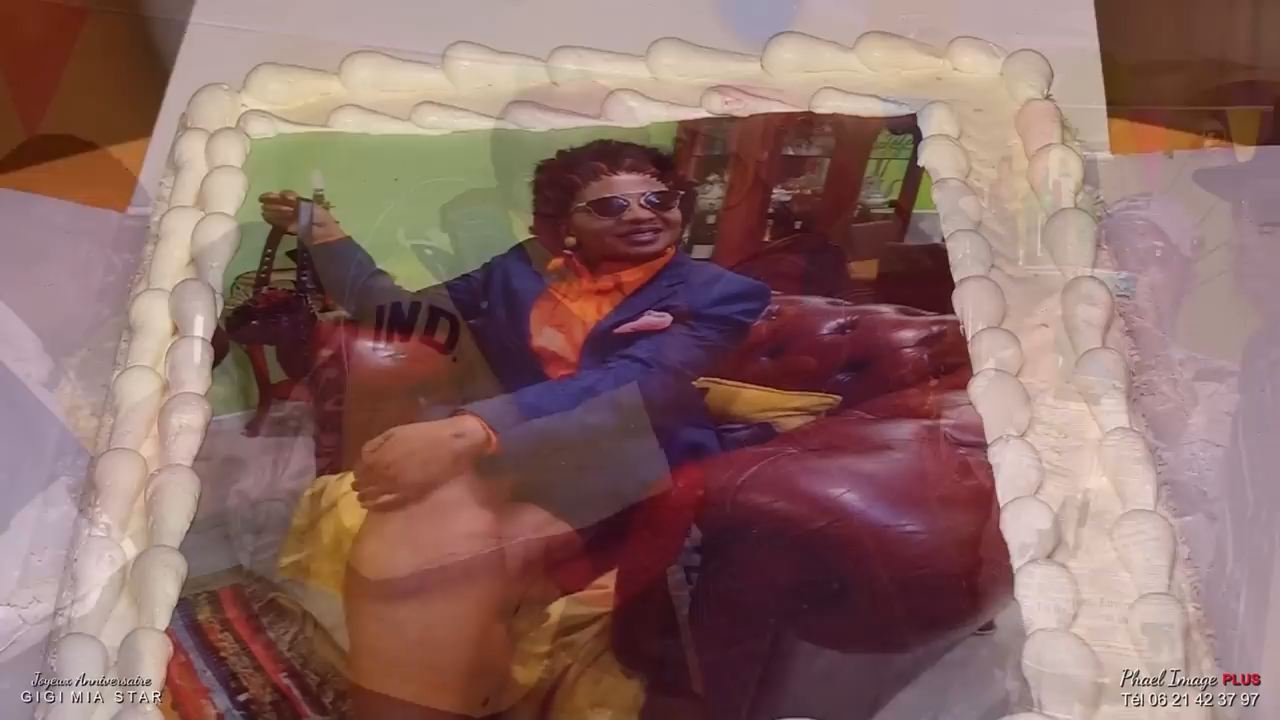 IND.
Joyeux Anniversaire
GIGI MIA STAR
Phael Image PLUS
Tél 06 21 42 37 97